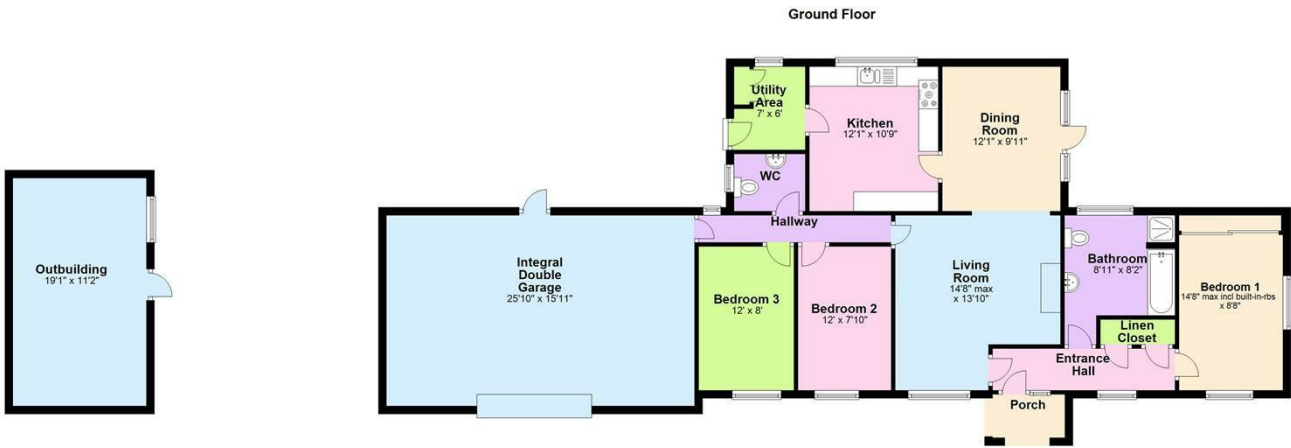 Ground Floor
Utility
Area
7' x 6'
Kitchen
12'1" x 10'9"
Dining
Room
12'1" x 9'11"
WC
Hallway
Outbuilding
19'1" x 11'2"
Integral
Double
Garage
25'10" x 15'11"
Bedroom 3
12' x 8'
Bedroom 2
12' x 7'10"
Living
Room
14'8" max
x 13'10"
Bathroom
8'11" x 8'2"
Bedroom 1
14'8" max incl built-in-rbs
x 8'8"
Linen
Closet
Entrance
Hall
Porch